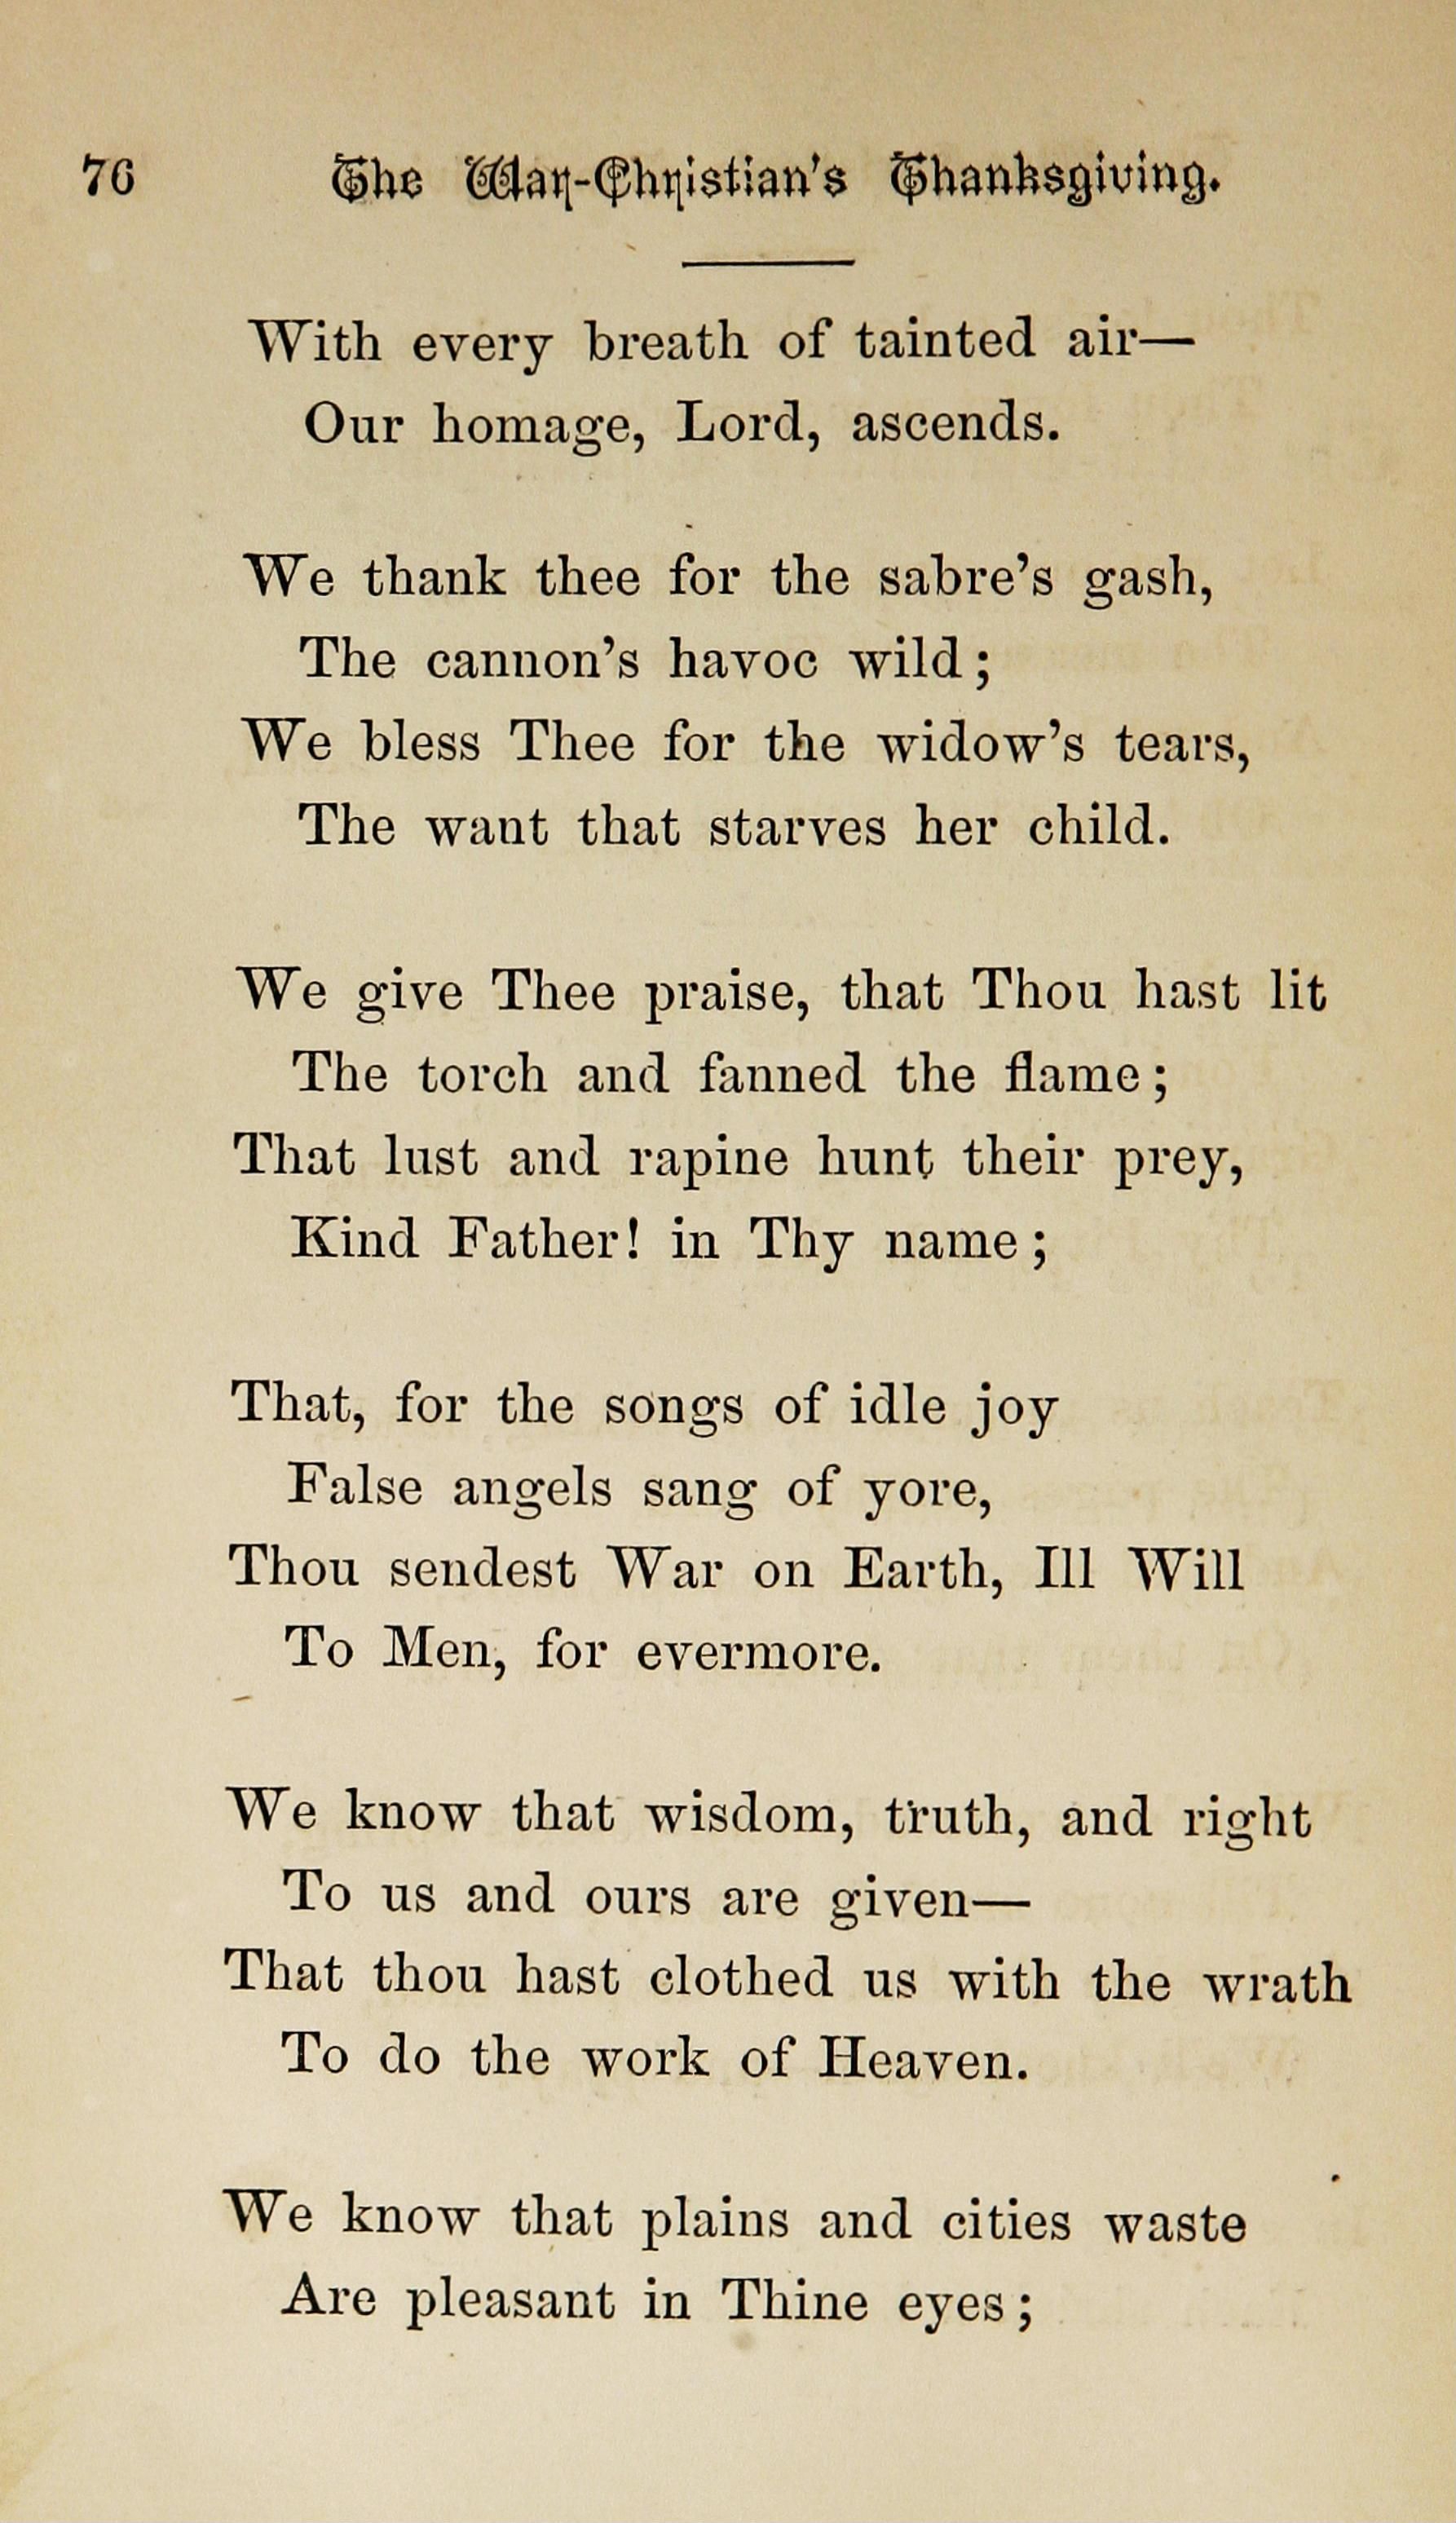 76 The War-Christian's Thanksgiving.
With every breath of tainted air—
Our homage, Lord, ascends.
We thank thee for the sabre's gash,
The cannon's havoc wild;
We bless Thee for the widow's tears,
The want that starves her child.
We give Thee praise, that Thou hast lit
The torch and fanned the flame;
That lust and rapine hunt their prey,
Kind Father! in Thy name;
That, for the songs of idle joy
False angels sang of yore,
Thou sendest War on Earth, Ill Will
To Men, for evermore.
We know that wisdom, truth, and right
To us and ours are given—
That thou hast clothed us with the wrath
To do the work of Heaven.
We know that plains and cities waste
Are pleasant in Thine eyes;